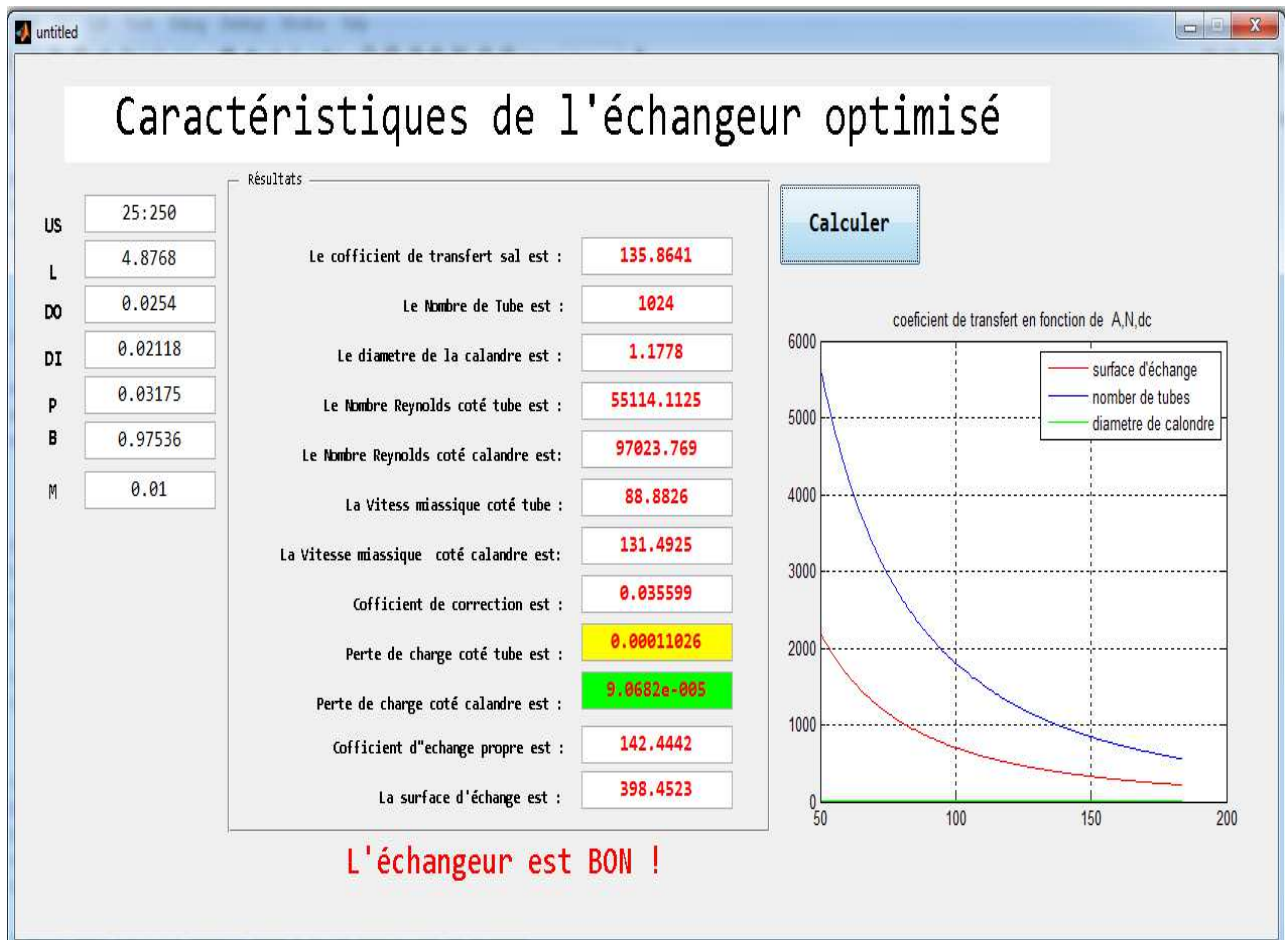 untitled
Caractéristiques de l'échangeur optimisé
US 25:250
L 4.8768
DO 0.0254
DI 0.02118
P 0.03175
B 0.97536
M 0.01
Résultats
Le cofficient de transfert sal est : 135.8641
Le Nombre de Tube est : 1024
Le diametre de la calandre est : 1.1778
Le Nombre Reynolds coté tube est : 55114.1125
Le Nombre Reynolds coté calandre est: 97023.769
La Vitess miassique coté tube : 88.8826
La Vitesse miassique coté calandre est: 131.4925
Cofficient de correction est : 0.035599
Perte de charge coté tube est : 0.00011026
Perte de charge coté calandre est : 9.0682e-005
Cofficient d"echange propre est : 142.4442
La surface d'échange est : 398.4523
L'échangeur est BON !
Calculer
coeficient de transfert en fonction de A,N,dc
surface d'échange
nomber de tubes
diametre de calondre
6000
5000
4000
3000
2000
1000
0
50 100 150 200